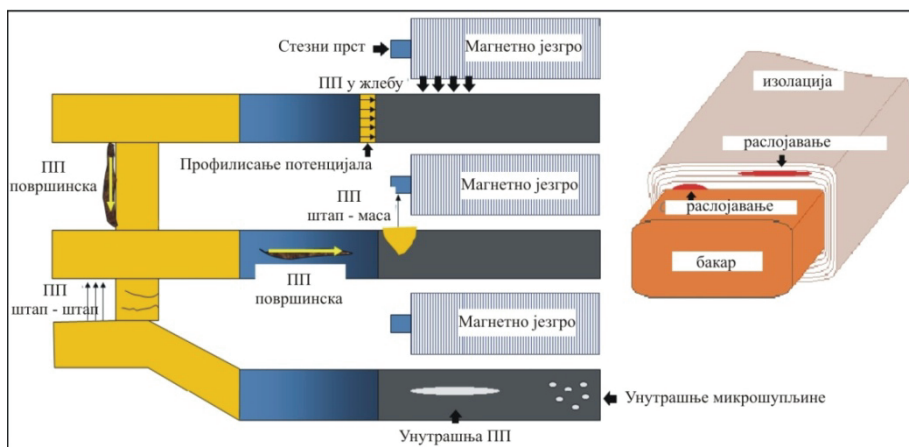 Стезни прст
Магнетно језгро
ПП у жлебу
Профилисање потенцијала
ПП
површинска
Магнетно језгро
ПП
штап - маса
ПП
површинска
ПП
штап - штап
Магнетно језгро
Унутрашња ПП
Унутрашње микрошупљине
изолација
раслојавање
раслојавање
бакар